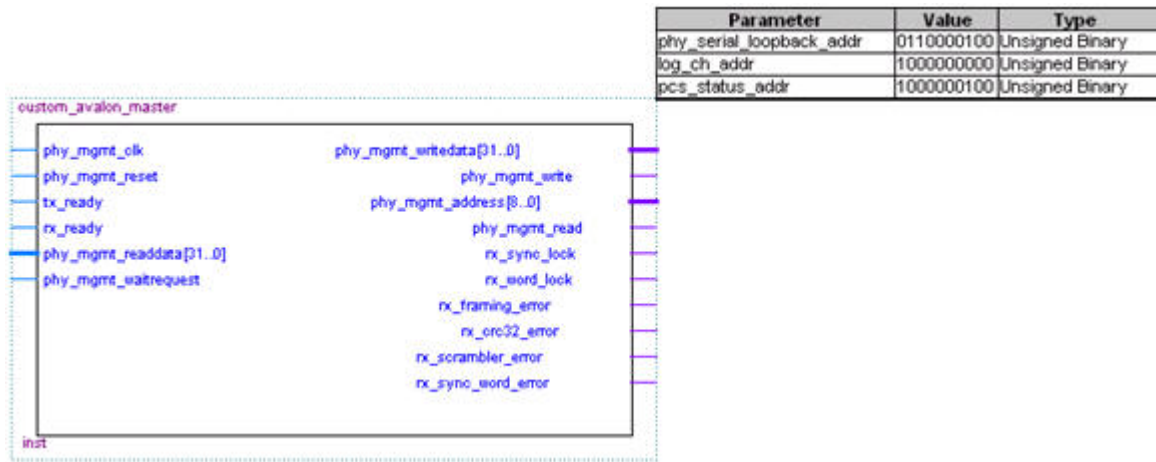 Parameter Value Type
phy_serial_loopback_addr 0110000100 Unsigned Binary
log_ch_addr 1000000000 Unsigned Binary
pcs_status_addr 1000000100 Unsigned Binary
custom_avalon_master
phy_mgmt_clk phy_mgmt_writedata[31..0]
phy_mgmt_reset phy_mgmt_write
tx_ready phy_mgmt_address[8..0]
rx_ready phy_mgmt_read
phy_mgmt_readdata[31..0] rx_sync_lock
phy_mgmt_waitrequest rx_word_lock
rx_framing_error
rx_crc32_error
rx_scrambler_error
rx_sync_word_error
inst